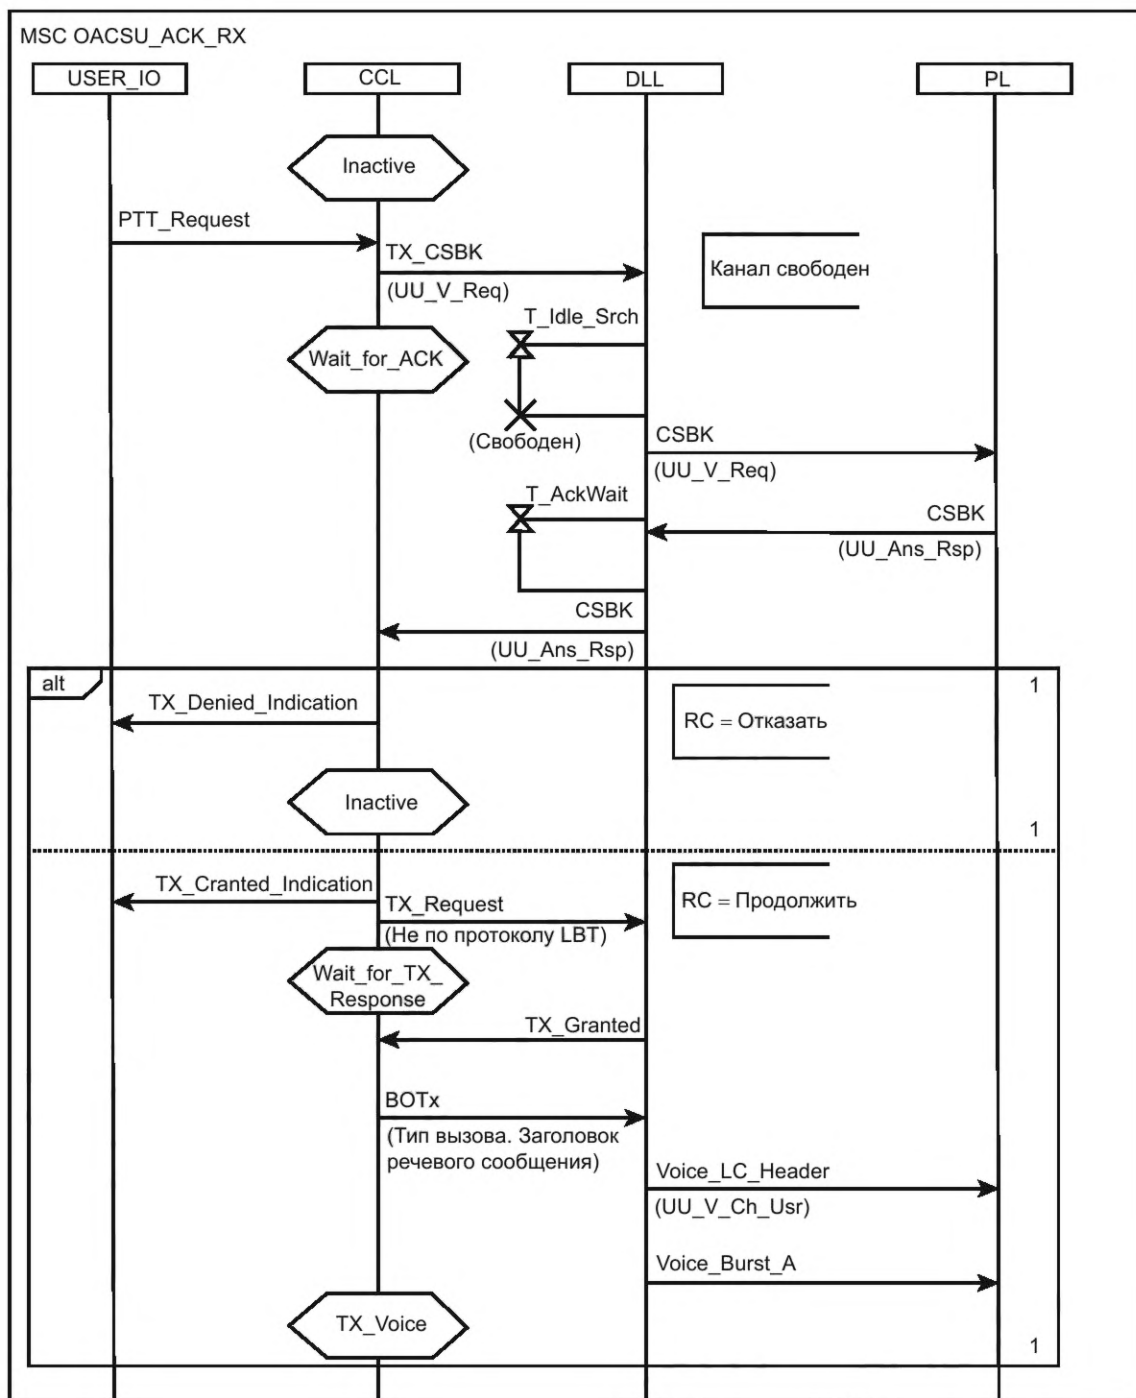 MSC OACSU_ACK_RX
USER_IO
CCL
DLL
PL
Inactive
PTT_Request
TX_CSBK
(UU_V_Req)
Канал свободен
T_Idle_Srch
Wait_for_ACK
(Свободен)
CSBK
(UU_V_Req)
T_AckWait
CSBK
(UU_Ans_Rsp)
CSBK
(UU_Ans_Rsp)
alt
1
TX_Denied_Indication
RC = Отказать
Inactive
1
TX_Cranted_Indication
TX_Request
(Не по протоколу LBT)
RC = Продолжить
Wait_for_TX_
Response
TX_Granted
BOTx
(Тип вызова. Заголовок
речевого сообщения)
Voice_LC_Header
(UU_V_Ch_Usr)
Voice_Burst_A
TX_Voice
1